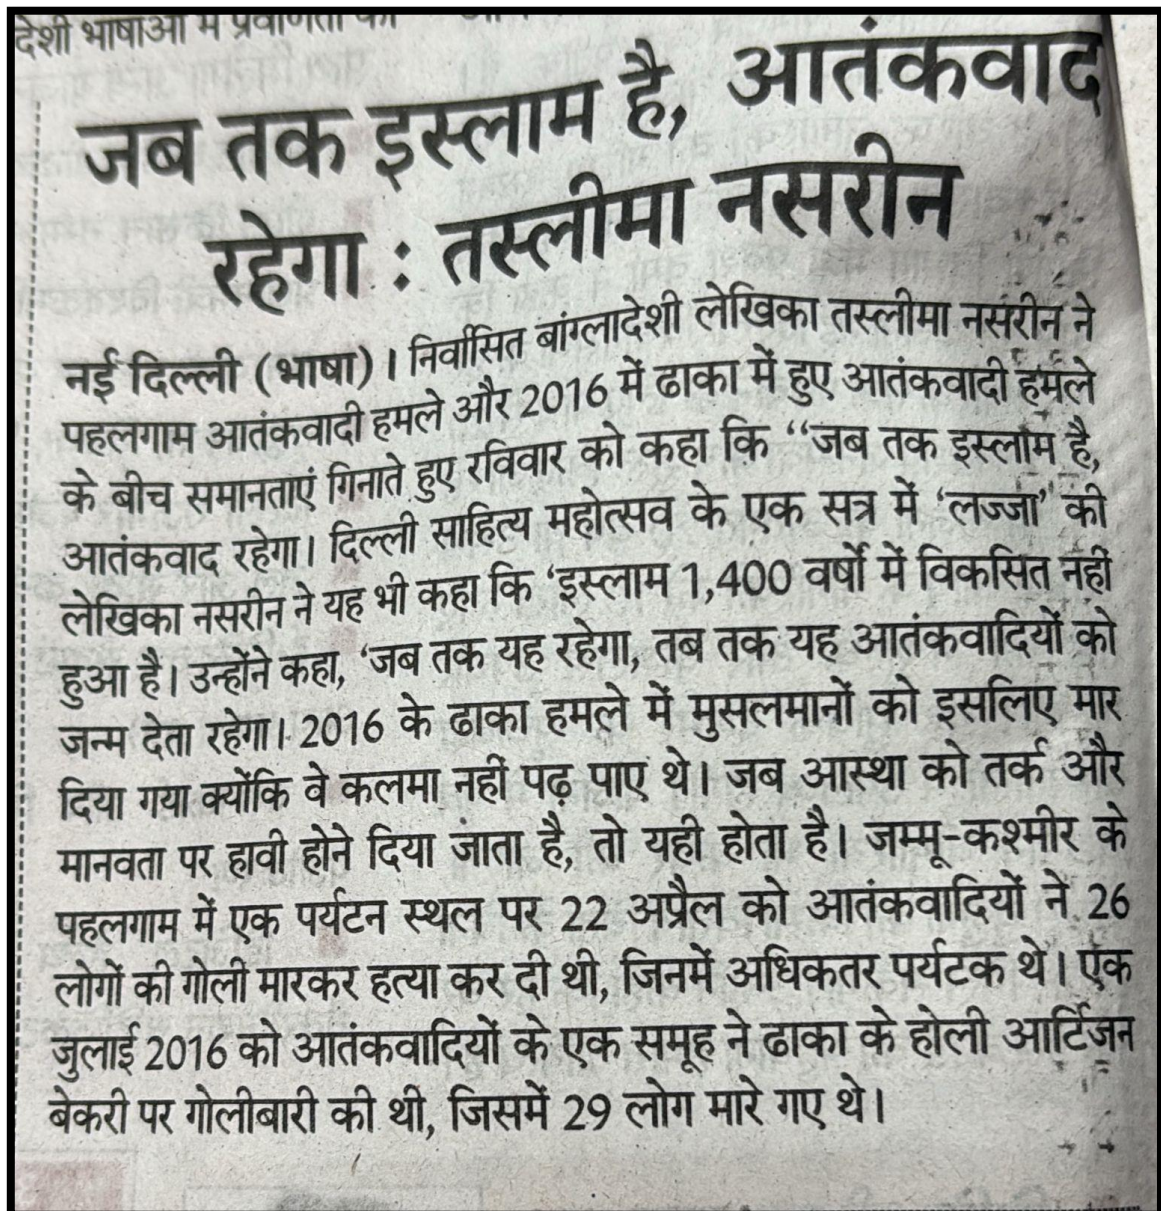 देशी भाषाओं में प्रवीणता की
जब तक इस्लाम है, आतंकवाद
रहेगा : तस्लीमा नसरीन
नई दिल्ली (भाषा)। निर्वासित बांग्लादेशी लेखिका तस्लीमा नसरीन ने
पहलगाम आतंकवादी हमले और 2016 में ढाका में हुए आतंकवादी हमले
के बीच समानताएं गिनाते हुए रविवार को कहा कि ‘‘जब तक इस्लाम है,
आतंकवाद रहेगा। दिल्ली साहित्य महोत्सव के एक सत्र में ‘लज्जा’ की
लेखिका नसरीन ने यह भी कहा कि ‘इस्लाम 1,400 वर्षों में विकसित नहीं
हुआ है। उन्होंने कहा, ‘जब तक यह रहेगा, तब तक यह आतंकवादियों को
जन्म देता रहेगा। 2016 के ढाका हमले में मुसलमानों को इसलिए मार
दिया गया क्योंकि वे कलमा नहीं पढ़ पाए थे। जब आस्था को तर्क और
मानवता पर हावी होने दिया जाता है, तो यही होता है। जम्मू-कश्मीर के
पहलगाम में एक पर्यटन स्थल पर 22 अप्रैल को आतंकवादियों ने 26
लोगों की गोली मारकर हत्या कर दी थी, जिनमें अधिकतर पर्यटक थे। एक
जुलाई 2016 को आतंकवादियों के एक समूह ने ढाका के होली आर्टिजन
बेकरी पर गोलीबारी की थी, जिसमें 29 लोग मारे गए थे।